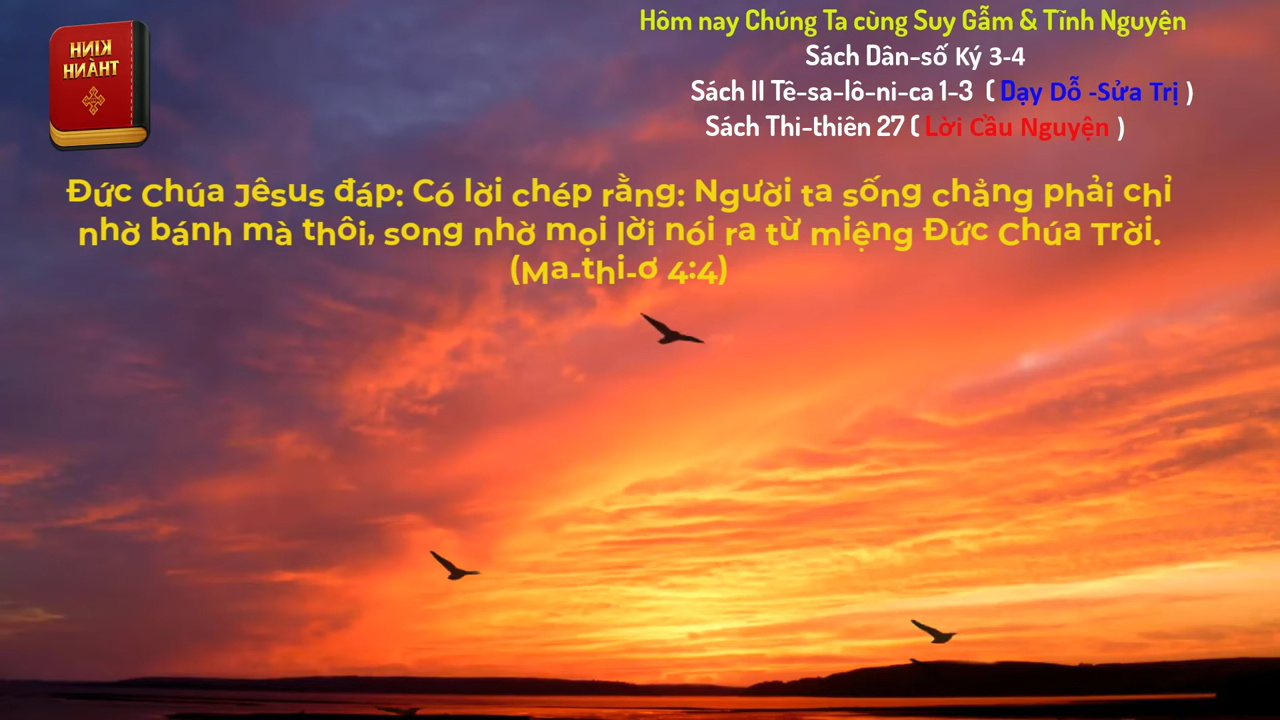 KINH
THÀNH
Hôm nay Chúng Ta cùng Suy Gẫm & Tĩnh Nguyện
Sách Dân-số Ký 3-4
Sách II Tê-sa-lô-ni-ca 1-3 ( Dạy Dỗ -Sửa Trị )
Sách Thi-thiên 27 ( Lời Cầu Nguyện )
Đức Chúa Jêsus đáp: Có lời chép rằng: Người ta sống chẳng phải chỉ
nhờ bánh mà thôi, song nhờ mọi lời nói ra từ miệng Đức Chúa Trời.
(Ma-thi-ơ 4:4)